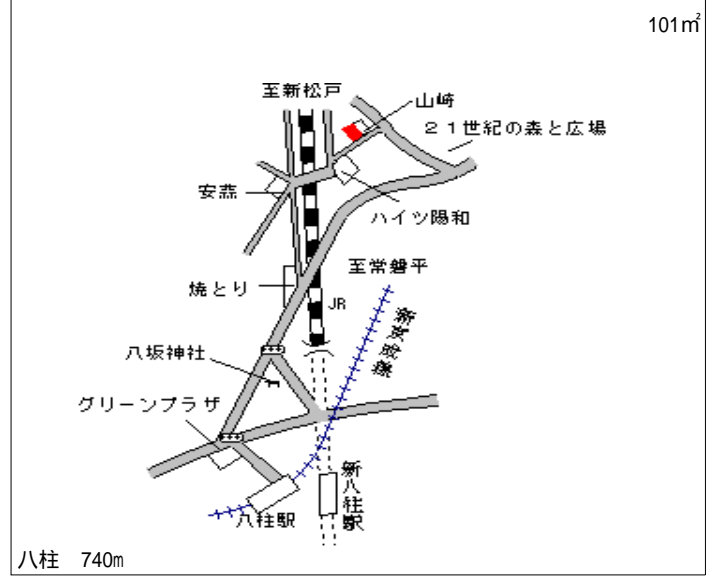 101㎡
至新松戸
山崎
21世紀の森と広場
安蒸
ハイツ陽和
至常磐平
焼とり
JR
新京成線
八坂神社
グリーンプラザ
新八柱駅
八柱駅
八柱 740m